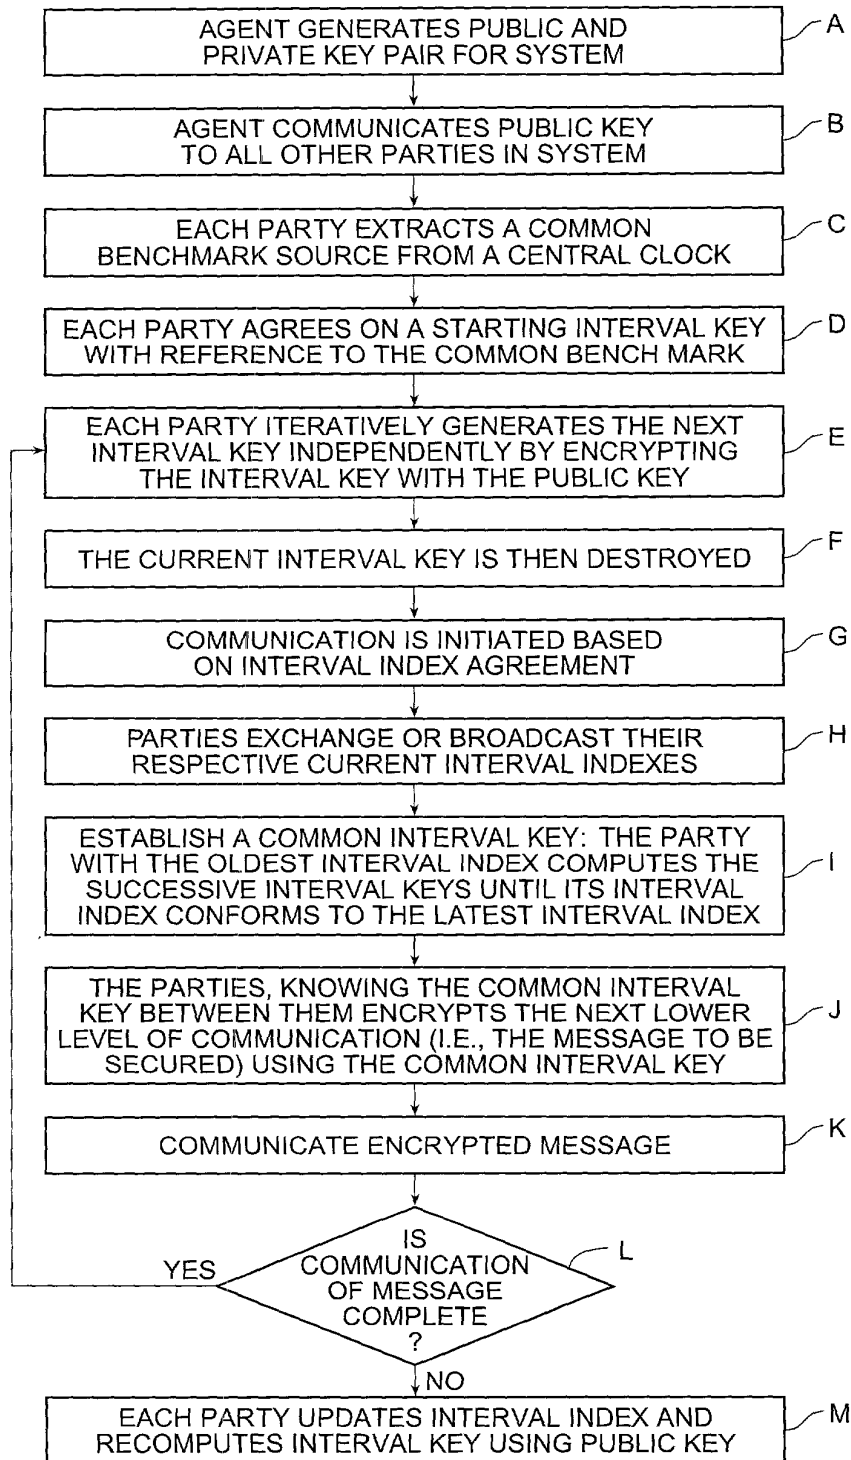 AGENT GENERATES PUBLIC AND
PRIVATE KEY PAIR FOR SYSTEM
A
AGENT COMMUNICATES PUBLIC KEY
TO ALL OTHER PARTIES IN SYSTEM
B
EACH PARTY EXTRACTS A COMMON
BENCHMARK SOURCE FROM A CENTRAL CLOCK
C
EACH PARTY AGREES ON A STARTING INTERVAL KEY
WITH REFERENCE TO THE COMMON BENCH MARK
D
EACH PARTY ITERATIVELY GENERATES THE NEXT
INTERVAL KEY INDEPENDENTLY BY ENCRYPTING
THE INTERVAL KEY WITH THE PUBLIC KEY
E
THE CURRENT INTERVAL KEY IS THEN DESTROYED
F
COMMUNICATION IS INITIATED BASED
ON INTERVAL INDEX AGREEMENT
G
PARTIES EXCHANGE OR BROADCAST THEIR
RESPECTIVE CURRENT INTERVAL INDEXES
H
ESTABLISH A COMMON INTERVAL KEY: THE PARTY
WITH THE OLDEST INTERVAL INDEX COMPUTES THE
SUCCESSIVE INTERVAL KEYS UNTIL ITS INTERVAL
INDEX CONFORMS TO THE LATEST INTERVAL INDEX
I
THE PARTIES, KNOWING THE COMMON INTERVAL
KEY BETWEEN THEM ENCRYPTS THE NEXT LOWER
LEVEL OF COMMUNICATION (I.E., THE MESSAGE TO BE
SECURED) USING THE COMMON INTERVAL KEY
J
COMMUNICATE ENCRYPTED MESSAGE
K
IS
COMMUNICATION
OF MESSAGE
COMPLETE
?
L
YES
NO
EACH PARTY UPDATES INTERVAL INDEX AND
RECOMPUTES INTERVAL KEY USING PUBLIC KEY
M